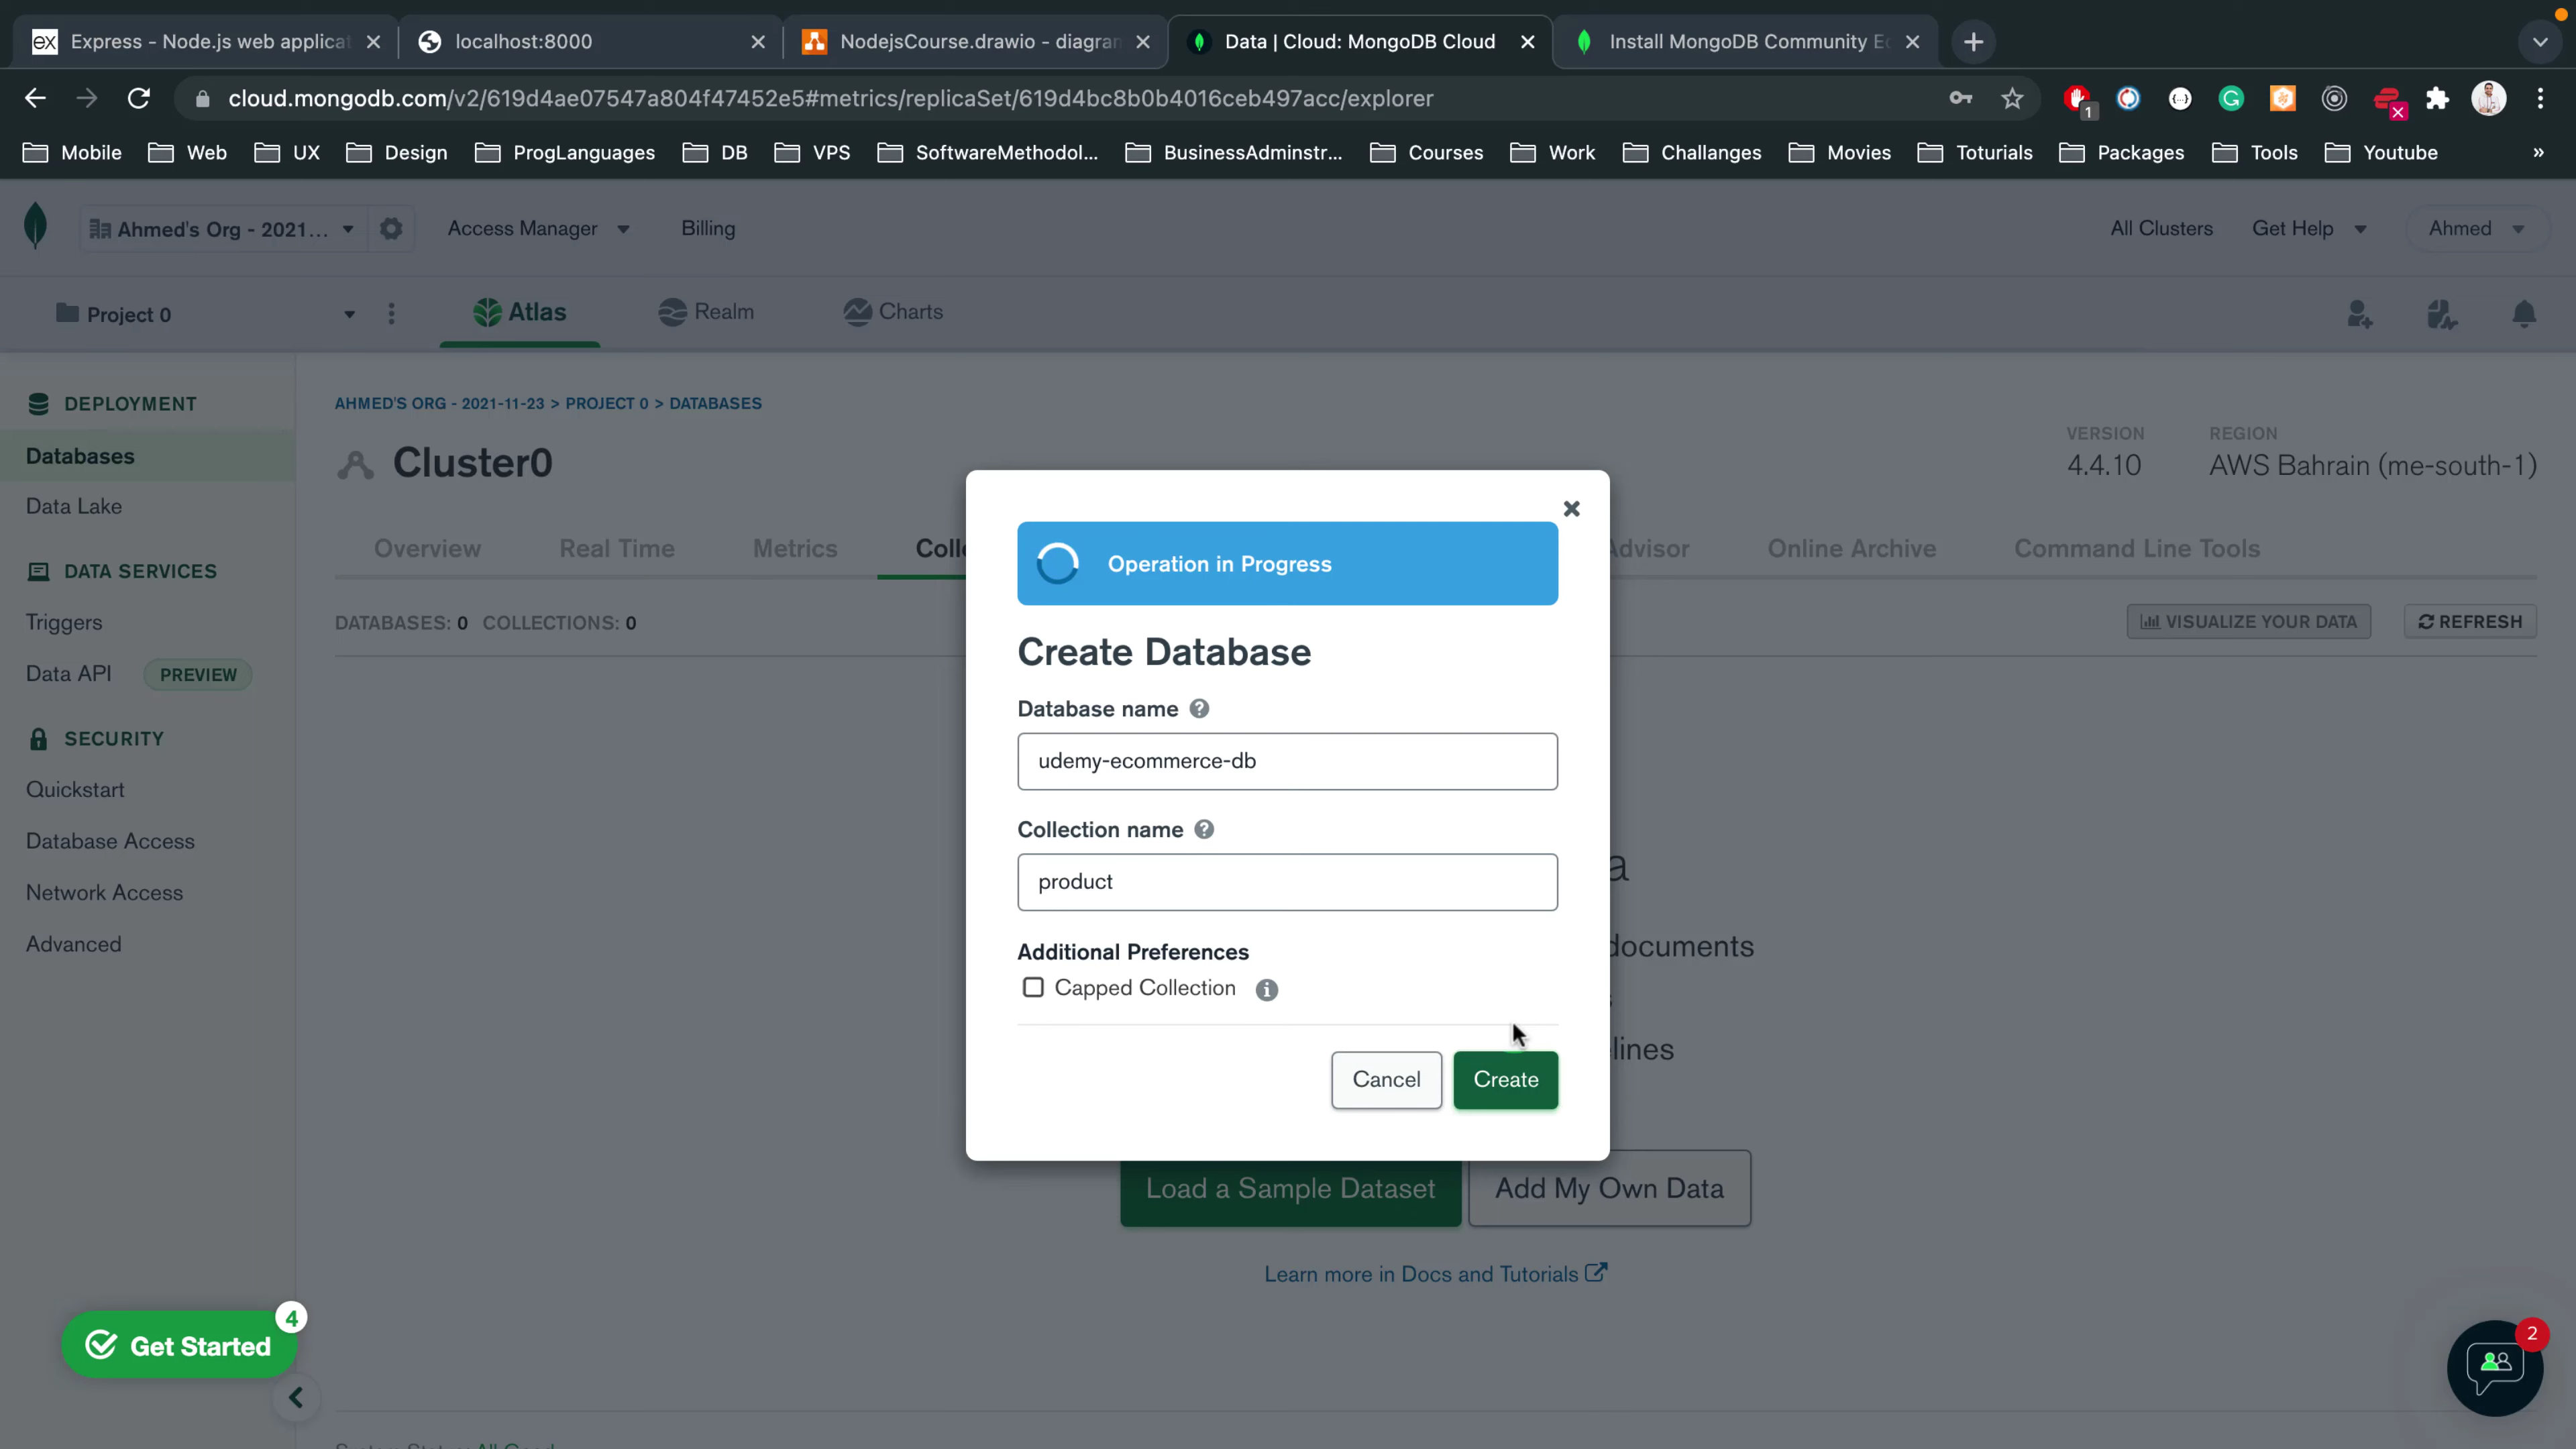 Express - Node.js web applicat
localhost:8000
NodejsCourse.drawio - diagram
Data | Cloud: MongoDB Cloud
Install MongoDB Community Ed
cloud.mongodb.com/v2/619d4ae07547a804f47452e5#metrics/replicaSet/619d4bc8b0b4016ceb497acc/explorer
1
Mobile
Web
UX
Design
ProgLanguages
DB
VPS
SoftwareMethodol...
BusinessAdminstr...
Courses
Work
Challanges
Movies
Toturials
Packages
Tools
Youtube
»
Ahmed's Org - 2021...
Access Manager
Billing
All Clusters
Get Help
Ahmed
Project 0
Atlas
Realm
Charts
DEPLOYMENT
Databases
Data Lake
DATA SERVICES
Triggers
Data API PREVIEW
SECURITY
Quickstart
Database Access
Network Access
Advanced
AHMED'S ORG - 2021-11-23 > PROJECT 0 > DATABASES
Cluster0
VERSION
4.4.10
REGION
AWS Bahrain (me-south-1)
Overview
Real Time
Metrics
Coll
Advisor
Online Archive
Command Line Tools
DATABASES: 0 COLLECTIONS: 0
VISUALIZE YOUR DATA
REFRESH
Operation in Progress
Create Database
Database name
udemy-ecommerce-db
Collection name
product
Additional Preferences
Capped Collection
Cancel
Create
a
documents
lines
Load a Sample Dataset
Add My Own Data
Learn more in Docs and Tutorials
Get Started
4
2